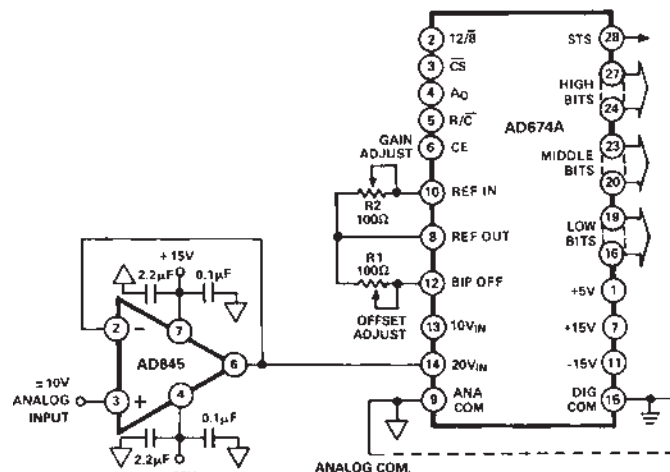 2 12/8̅ STS 28
3 C̅S̅ 27
HIGH BITS
4 A0 24
5 R/C̅ AD674A
GAIN ADJUST
6 CE 23
MIDDLE BITS
R2 100Ω
10 REF IN 20
8 REF OUT 19
LOW BITS
R1 100Ω
16
12 BIP OFF +5V 1
OFFSET ADJUST
13 10VIN +15V 7
14 20VIN -15V 11
9 ANA COM DIG COM 15
+15V
2.2μF 0.1μF
2 − 7
AD845 6
±10V ANALOG INPUT
3 + 4
0.1μF
2.2μF
ANALOG COM.